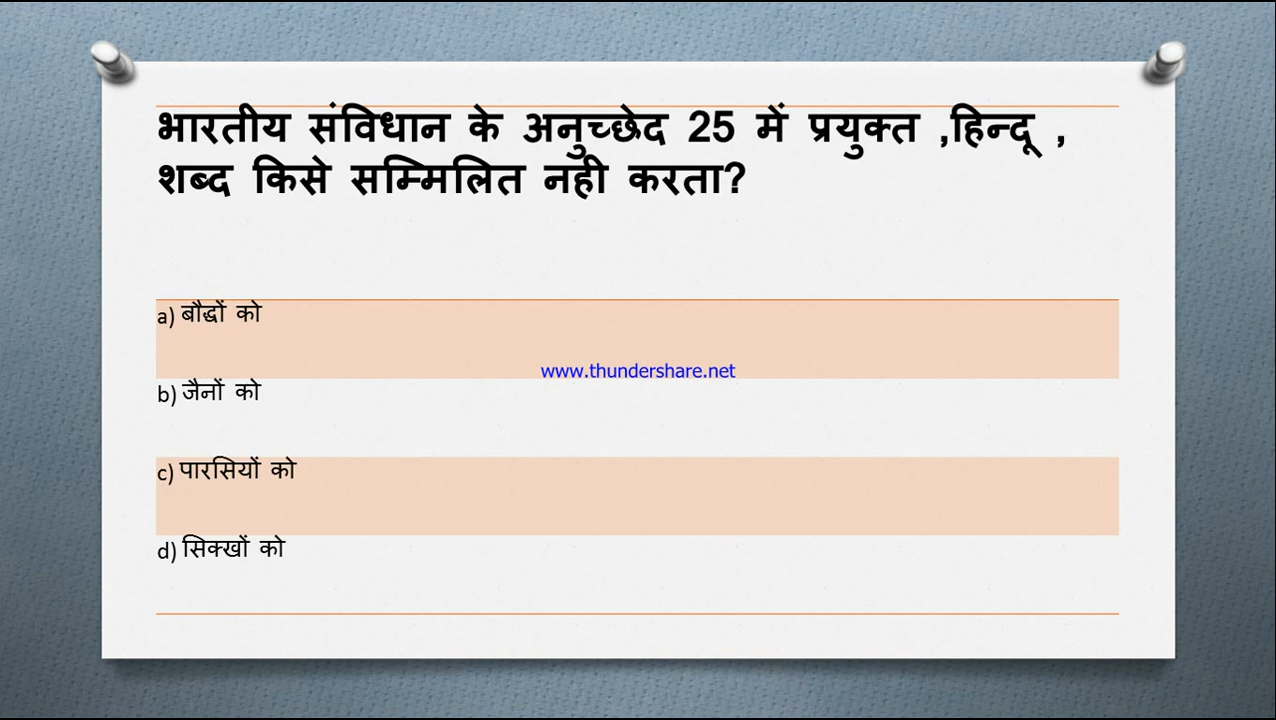 भारतीय संविधान के अनुच्छेद 25 में प्रयुक्त ,हिन्दू ,
शब्द किसे सम्मिलित नही करता?
a) बौद्धों को
www.thundershare.net
b) जैनों को
c) पारसियों को
d) सिक्खों को